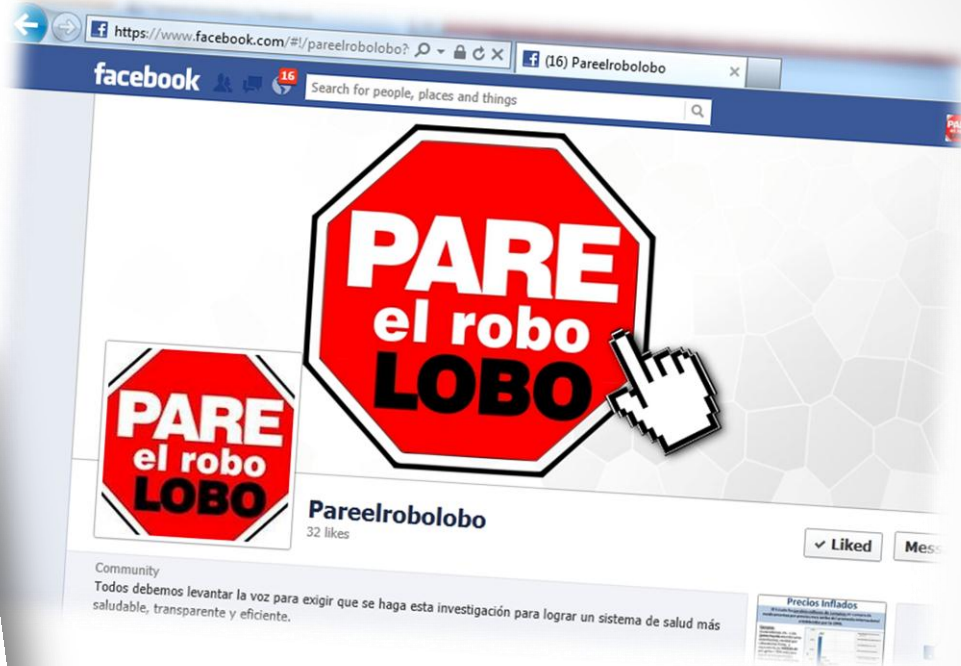 https://www.facebook.com/#!/pareelrobolobo?
(16) Pareelrobolobo
facebook
16
Search for people, places and things
PARE
el robo
LOBO
PARE
el robo
LOBO
Pareelrobolobo
32 likes
Liked
Mess
Community
Todos debemos levantar la voz para exigir que se haga esta investigación para lograr un sistema de salud más
saludable, transparente y eficiente.
Precios Inflados